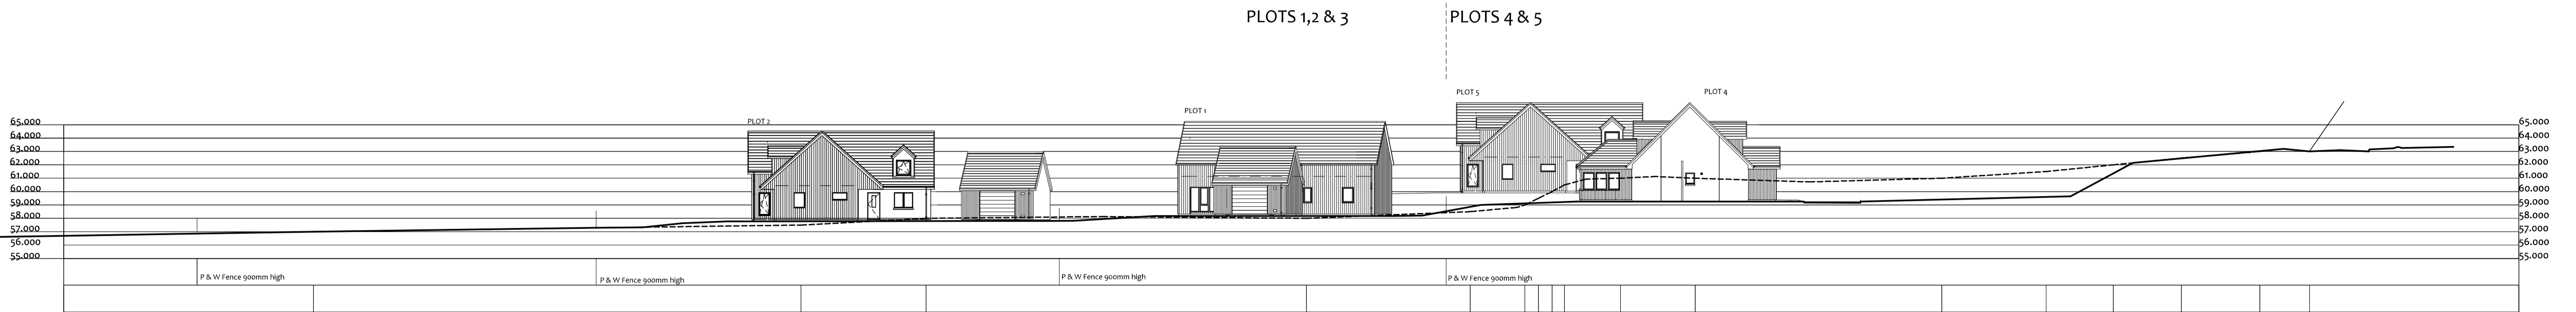 PLOTS 1,2 & 3
PLOTS 4 & 5
PLOT 5
PLOT 4
PLOT 1
PLOT 2
65.000
65.000
64.000
64.000
63.000
63.000
62.000
62.000
61.000
61.000
60.000
60.000
59.000
59.000
58.000
58.000
57.000
57.000
56.000
56.000
55.000
55.000
P & W Fence 900mm high
P & W Fence 900mm high
P & W Fence 900mm high
P & W Fence 900mm high